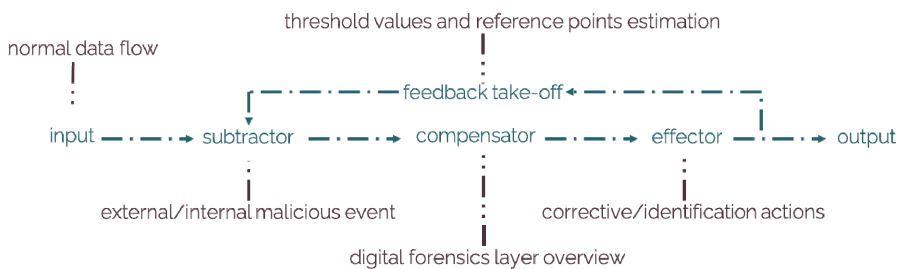 threshold values and reference points estimation
normal data flow
feedback take-off
input
subtractor
compensator
effector
output
external/internal malicious event
corrective/identification actions
digital forensics layer overview